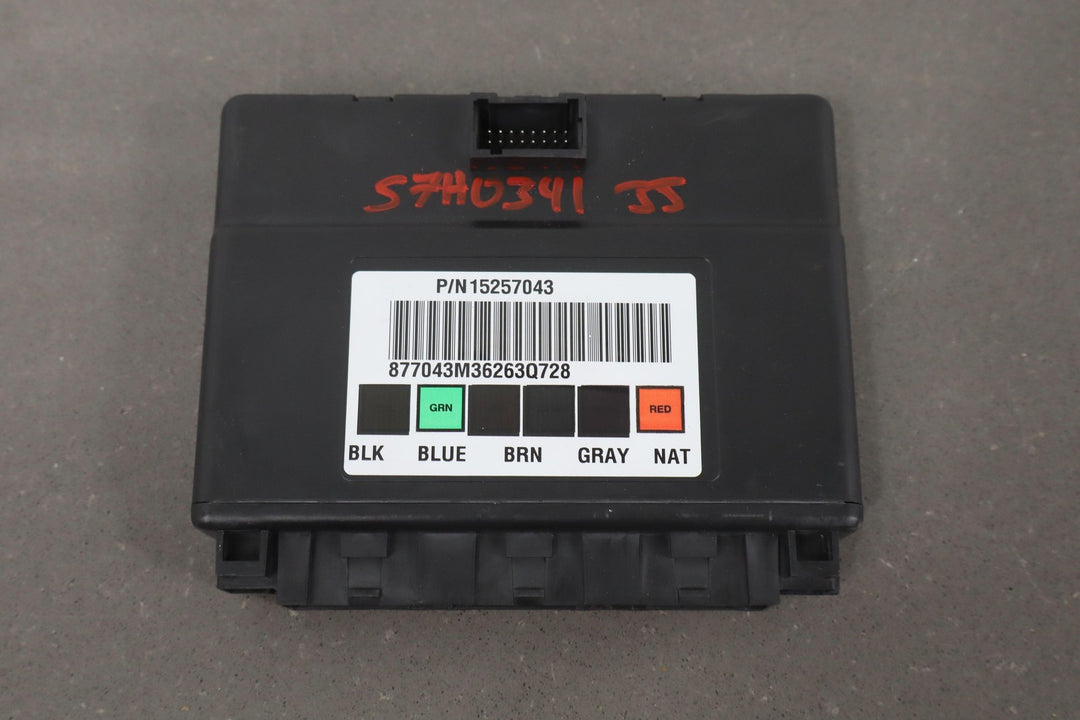 S7H0341 JS
P/N15257043
877043M36263Q728
GRN RED
BLK BLUE BRN GRAY NAT